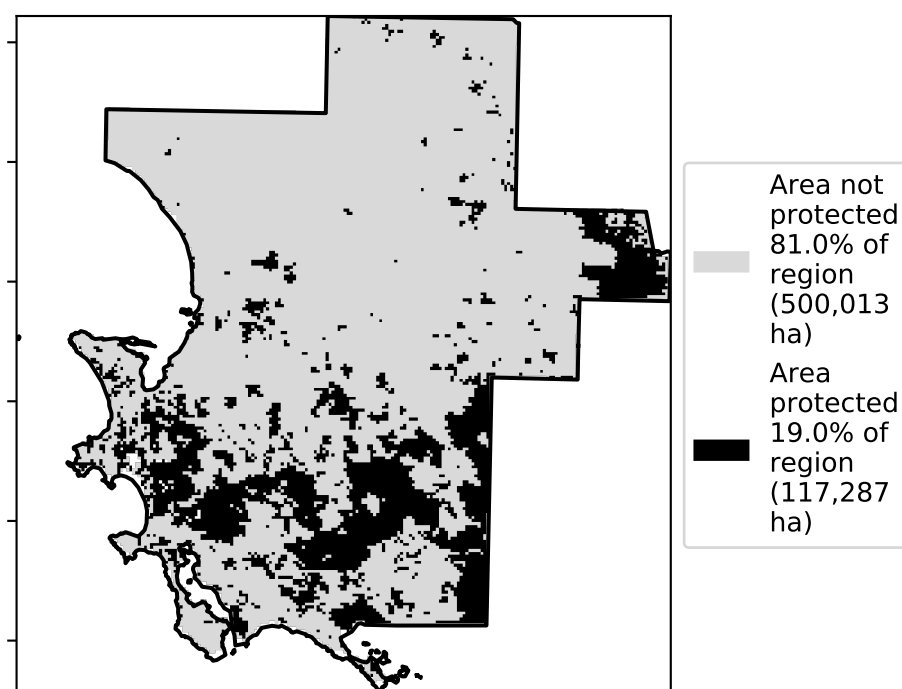 Area not
protected
81.0% of
region
(500,013
ha)
Area
protected
19.0% of
region
(117,287
ha)